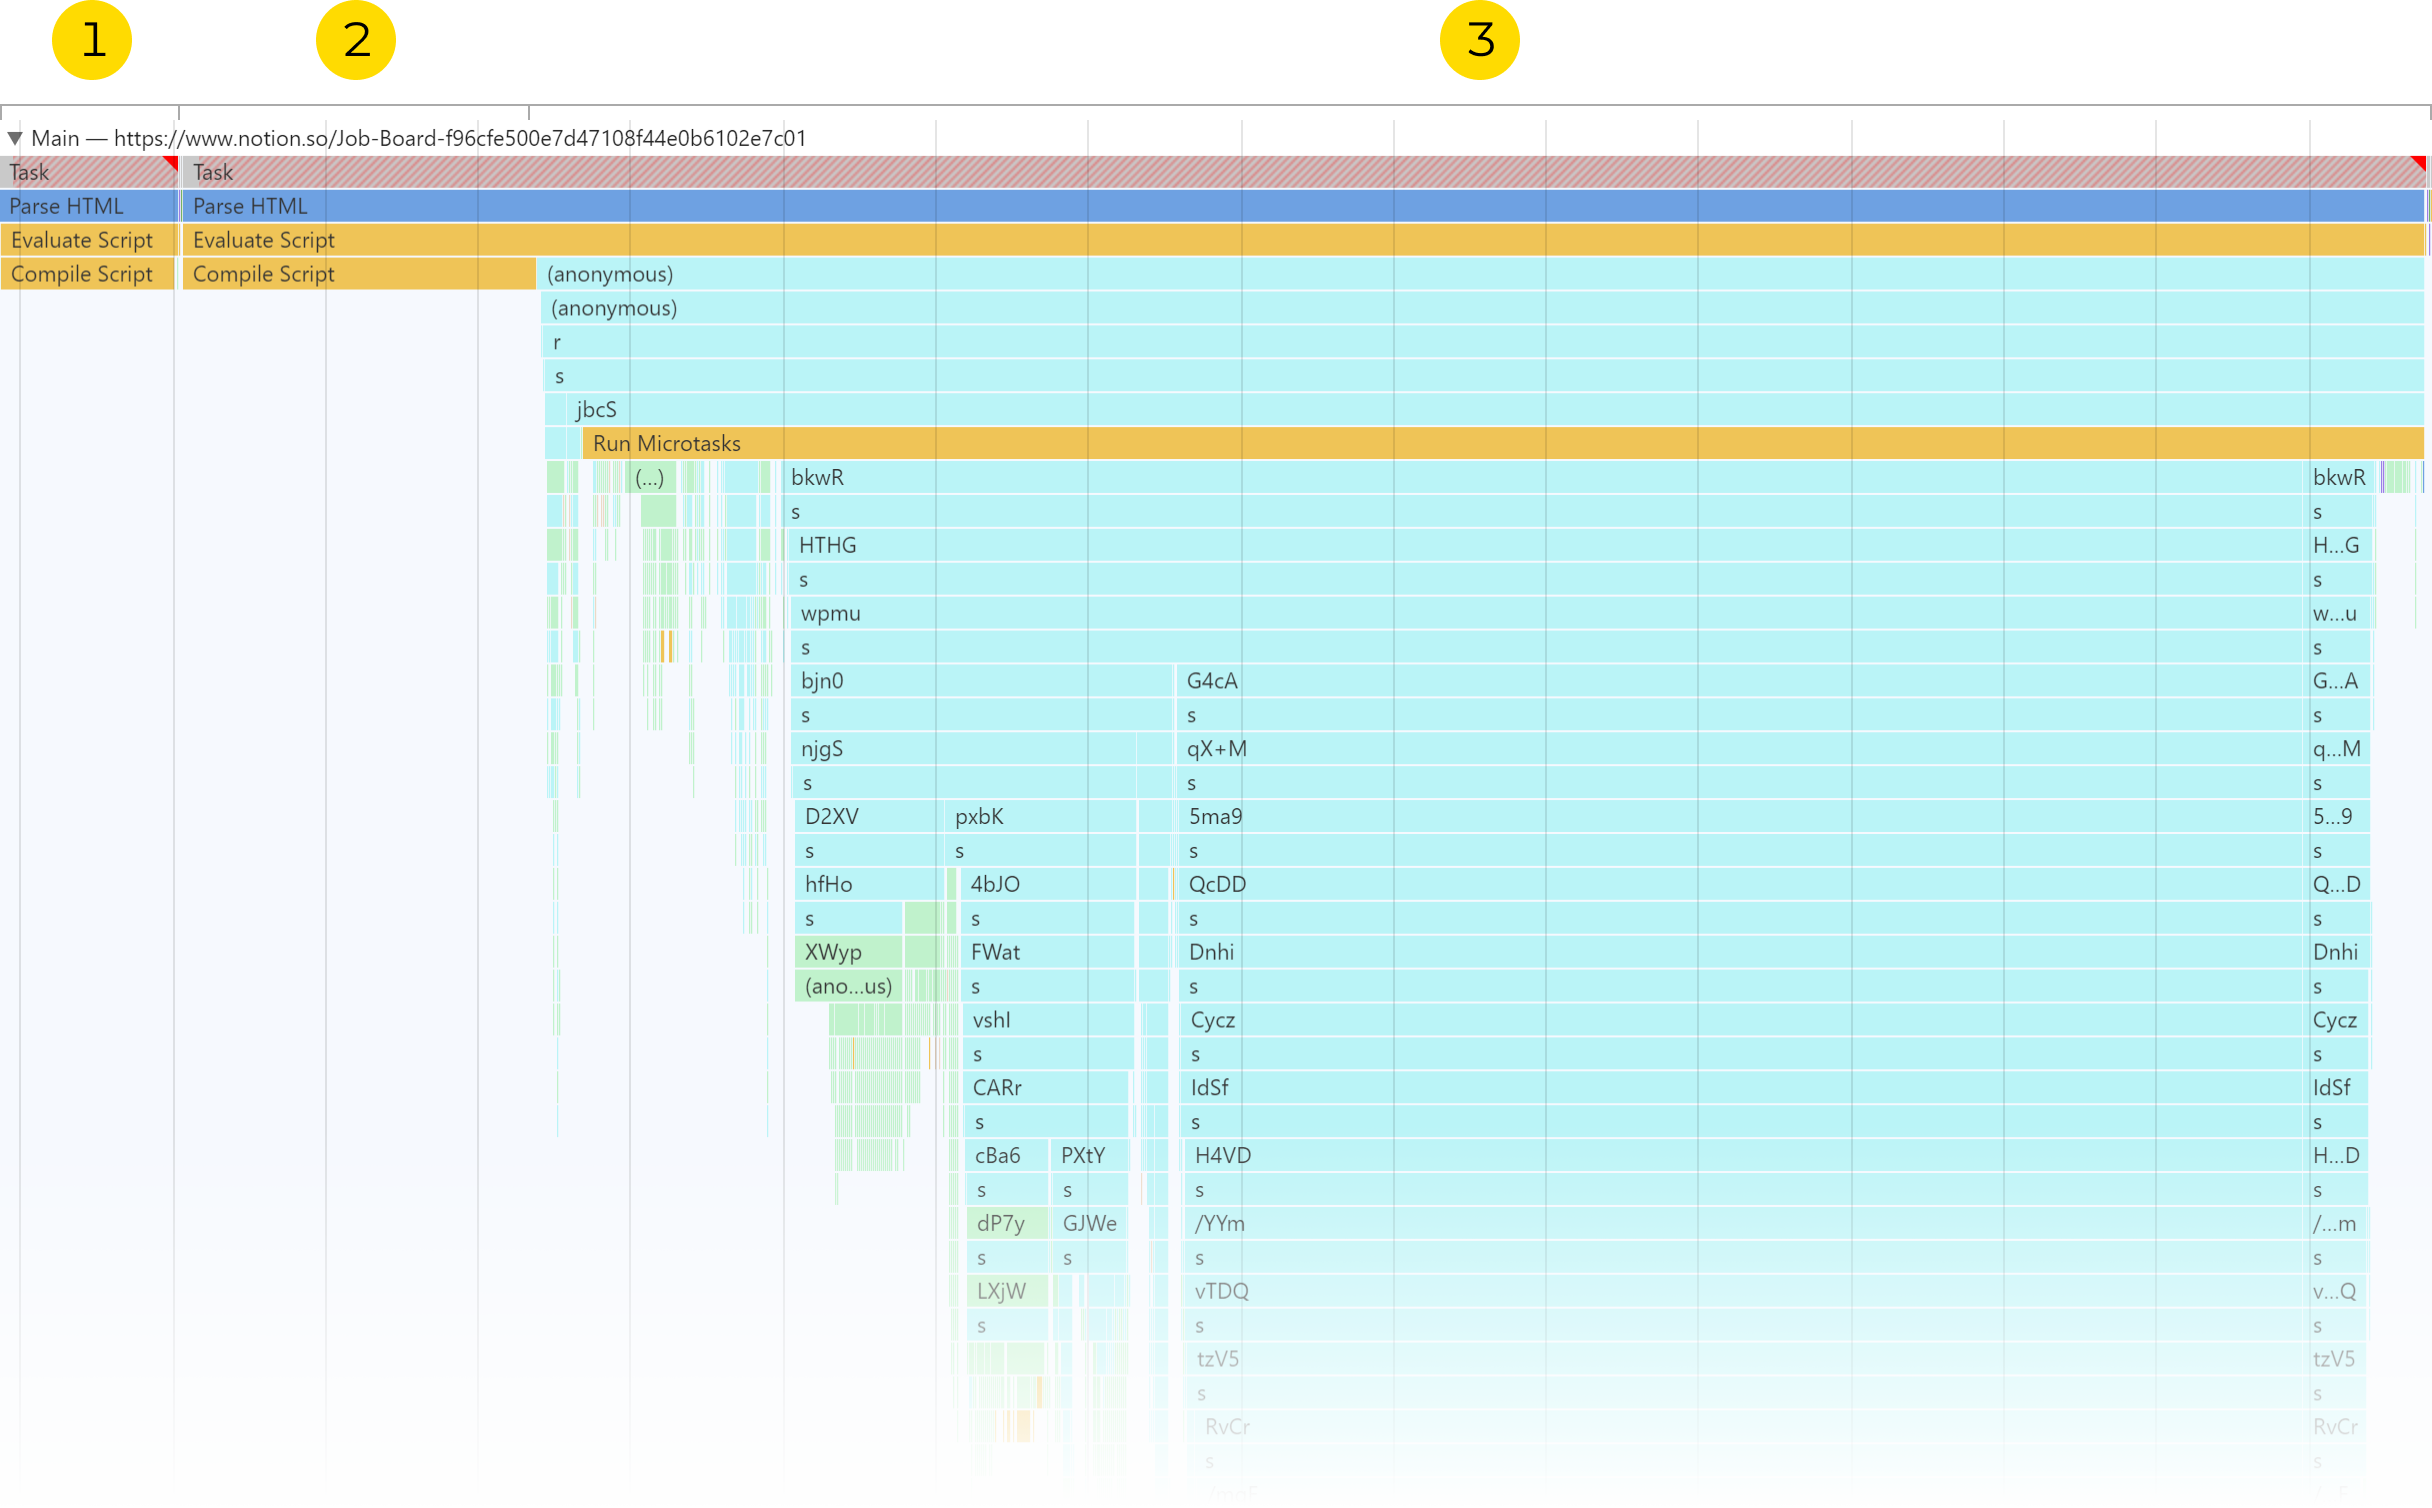 1 2 3
Main — https://www.notion.so/Job-Board-f96cfe500e7d47108f44e0b6102e7c01
Task Task
Parse HTML Parse HTML
Evaluate Script Evaluate Script
Compile Script Compile Script (anonymous)
(anonymous)
r
s
jbcS
Run Microtasks
(...) bkwR bkwR
s s
HTHG H...G
s s
wpmu w...u
s s
bjn0 G4cA G...A
s s s
njgS qX+M q...M
s s s
D2XV pxbK 5ma9 5...9
s s s s
hfHo 4bJO QcDD Q...D
s s s s
XWyp FWat Dnhi Dnhi
(ano...us) s s s
vshI Cycz Cycz
s s s
CARr IdSf IdSf
s s s
cBa6 PXtY H4VD H...D
s s s s
dP7y GJWe /YYm /...m
s s s s
LXjW vTDQ v...Q
s s s
tzV5 tzV5
s s
RvCr RvCr
s s